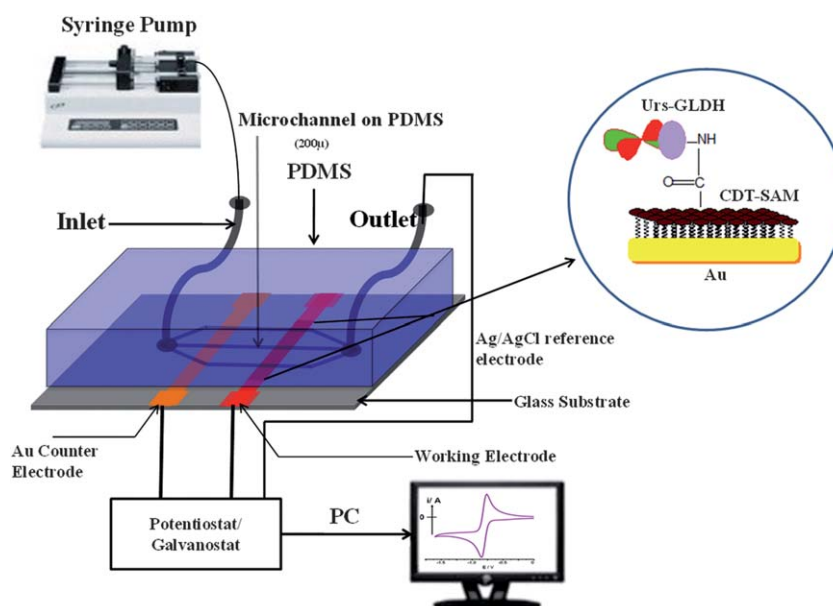 Syringe Pump
Microchannel on PDMS
(200μ)
PDMS
Inlet
Outlet
Urs-GLDH
NH
O
C
CDT-SAM
Au
Ag/AgCl reference
electrode
Glass Substrate
Au Counter
Electrode
Working Electrode
Potentiostat/
Galvanostat
PC
i/ A
0
E / V
0